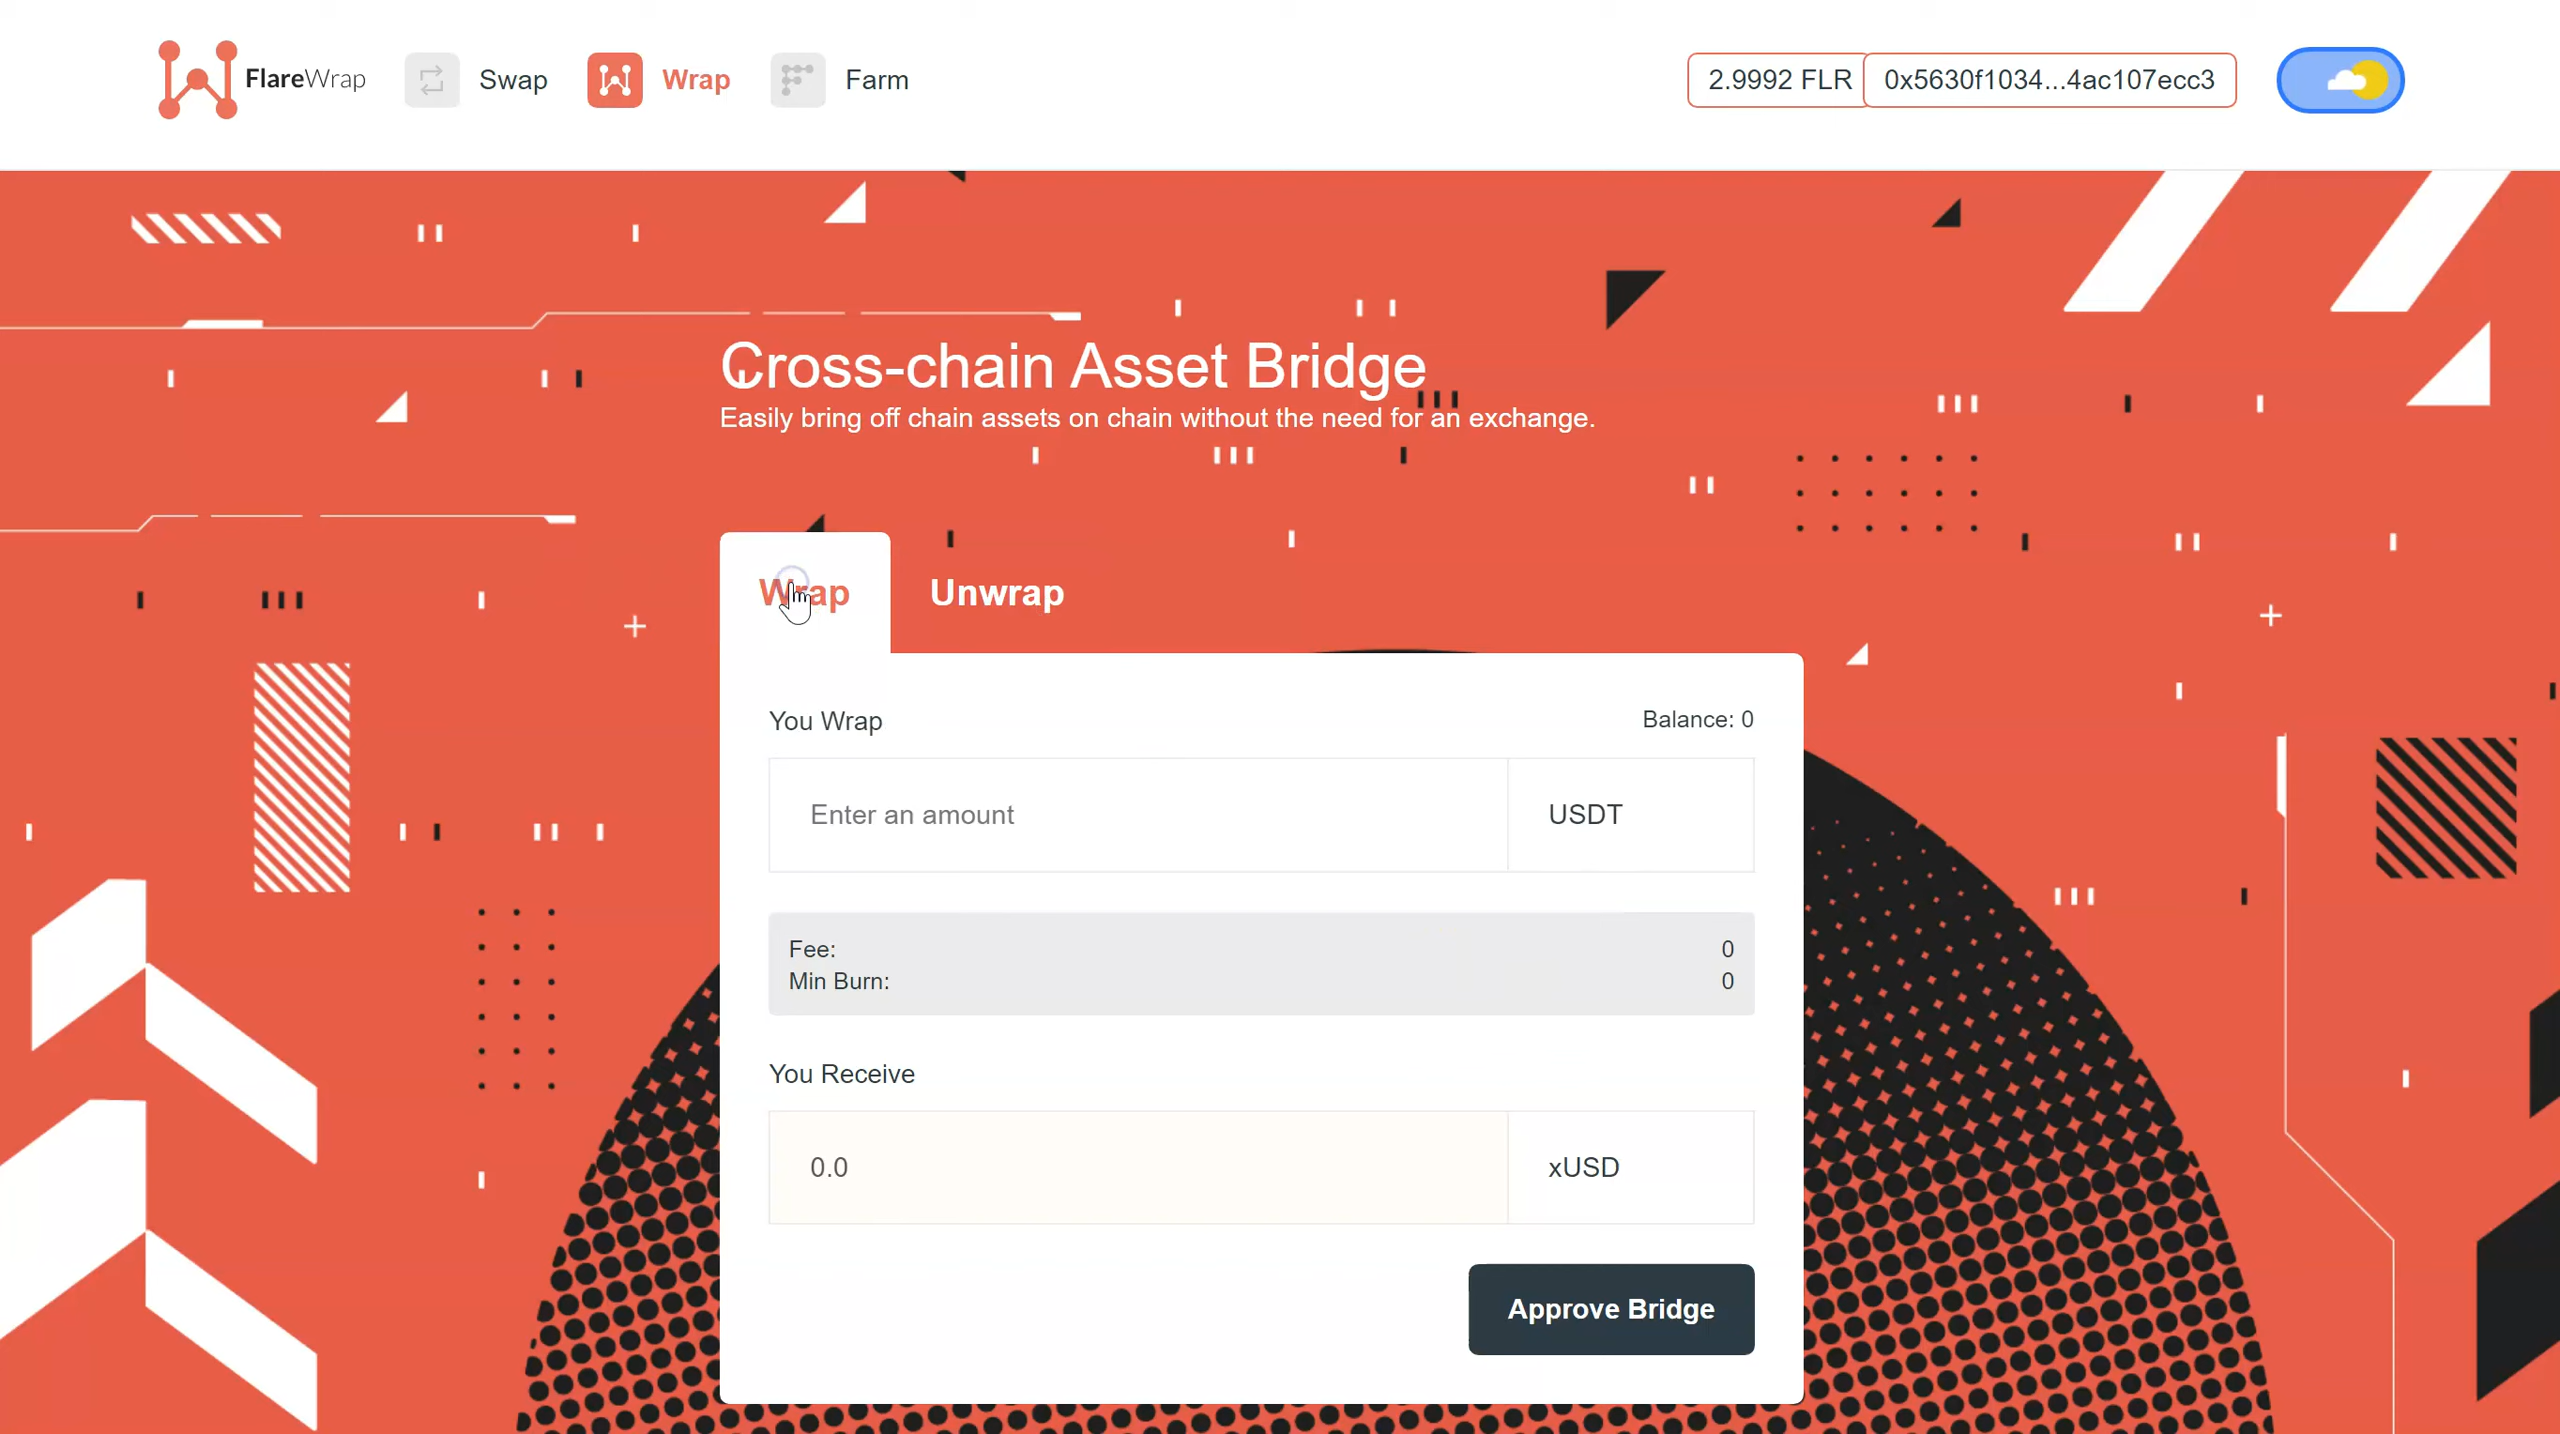 FlareWrap Swap Wrap Farm 2.9992 FLR 0x5630f1034...4ac107ecc3
Cross-chain Asset Bridge
Easily bring off chain assets on chain without the need for an exchange.
Wrap Unwrap
You Wrap Balance: 0
Enter an amount USDT
Fee: 0
Min Burn: 0
You Receive
0.0 xUSD
Approve Bridge